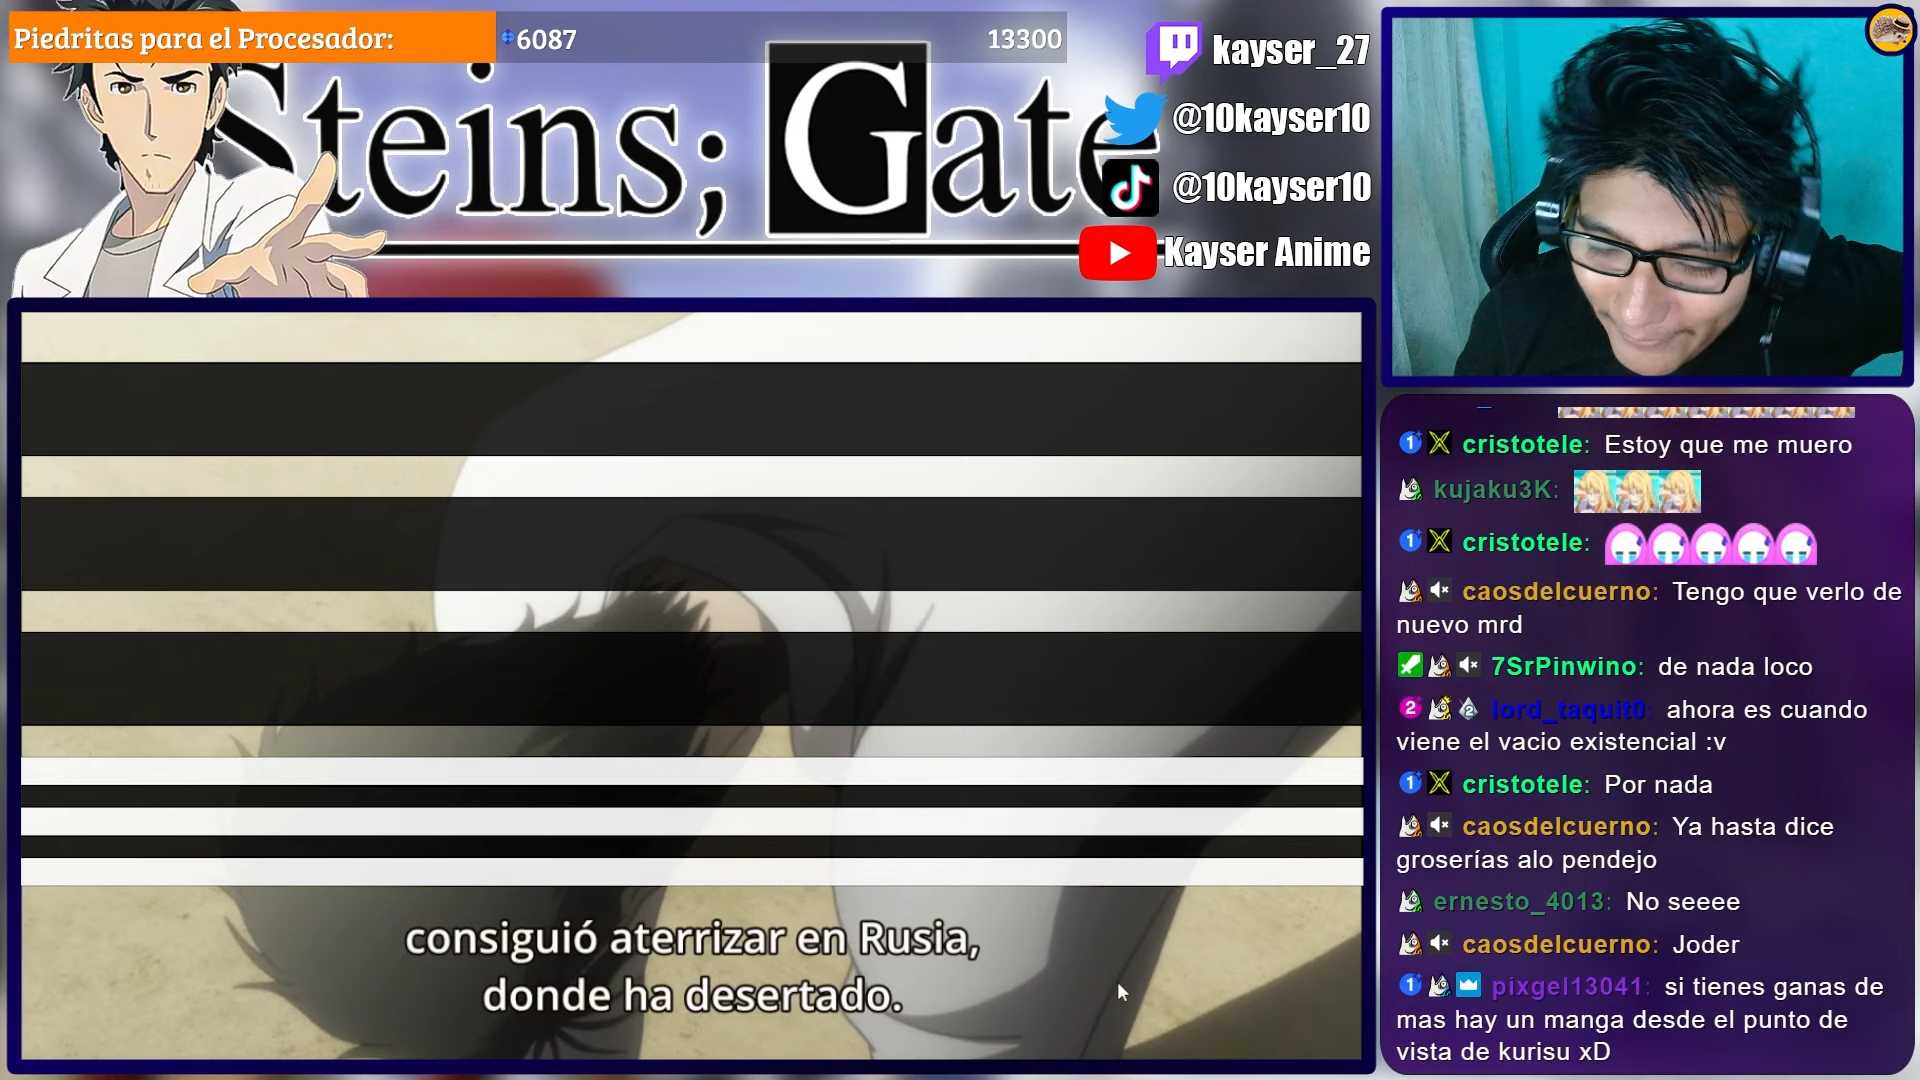 Piedritas para el Procesador:
6087
13300
Steins; Gate
kayser_27
@10kayser10
@10kayser10
Kayser Anime
consiguió aterrizar en Rusia,
donde ha desertado.
cristotele: Estoy que me muero
kujaku3K:
cristotele:
caosdelcuerno: Tengo que verlo de
nuevo mrd
7SrPinwino: de nada loco
lord_taquit0: ahora es cuando
viene el vacio existencial :v
cristotele: Por nada
caosdelcuerno: Ya hasta dice
groserías alo pendejo
ernesto_4013: No seeee
caosdelcuerno: Joder
pixgel13041: si tienes ganas de
mas hay un manga desde el punto de
vista de kurisu xD